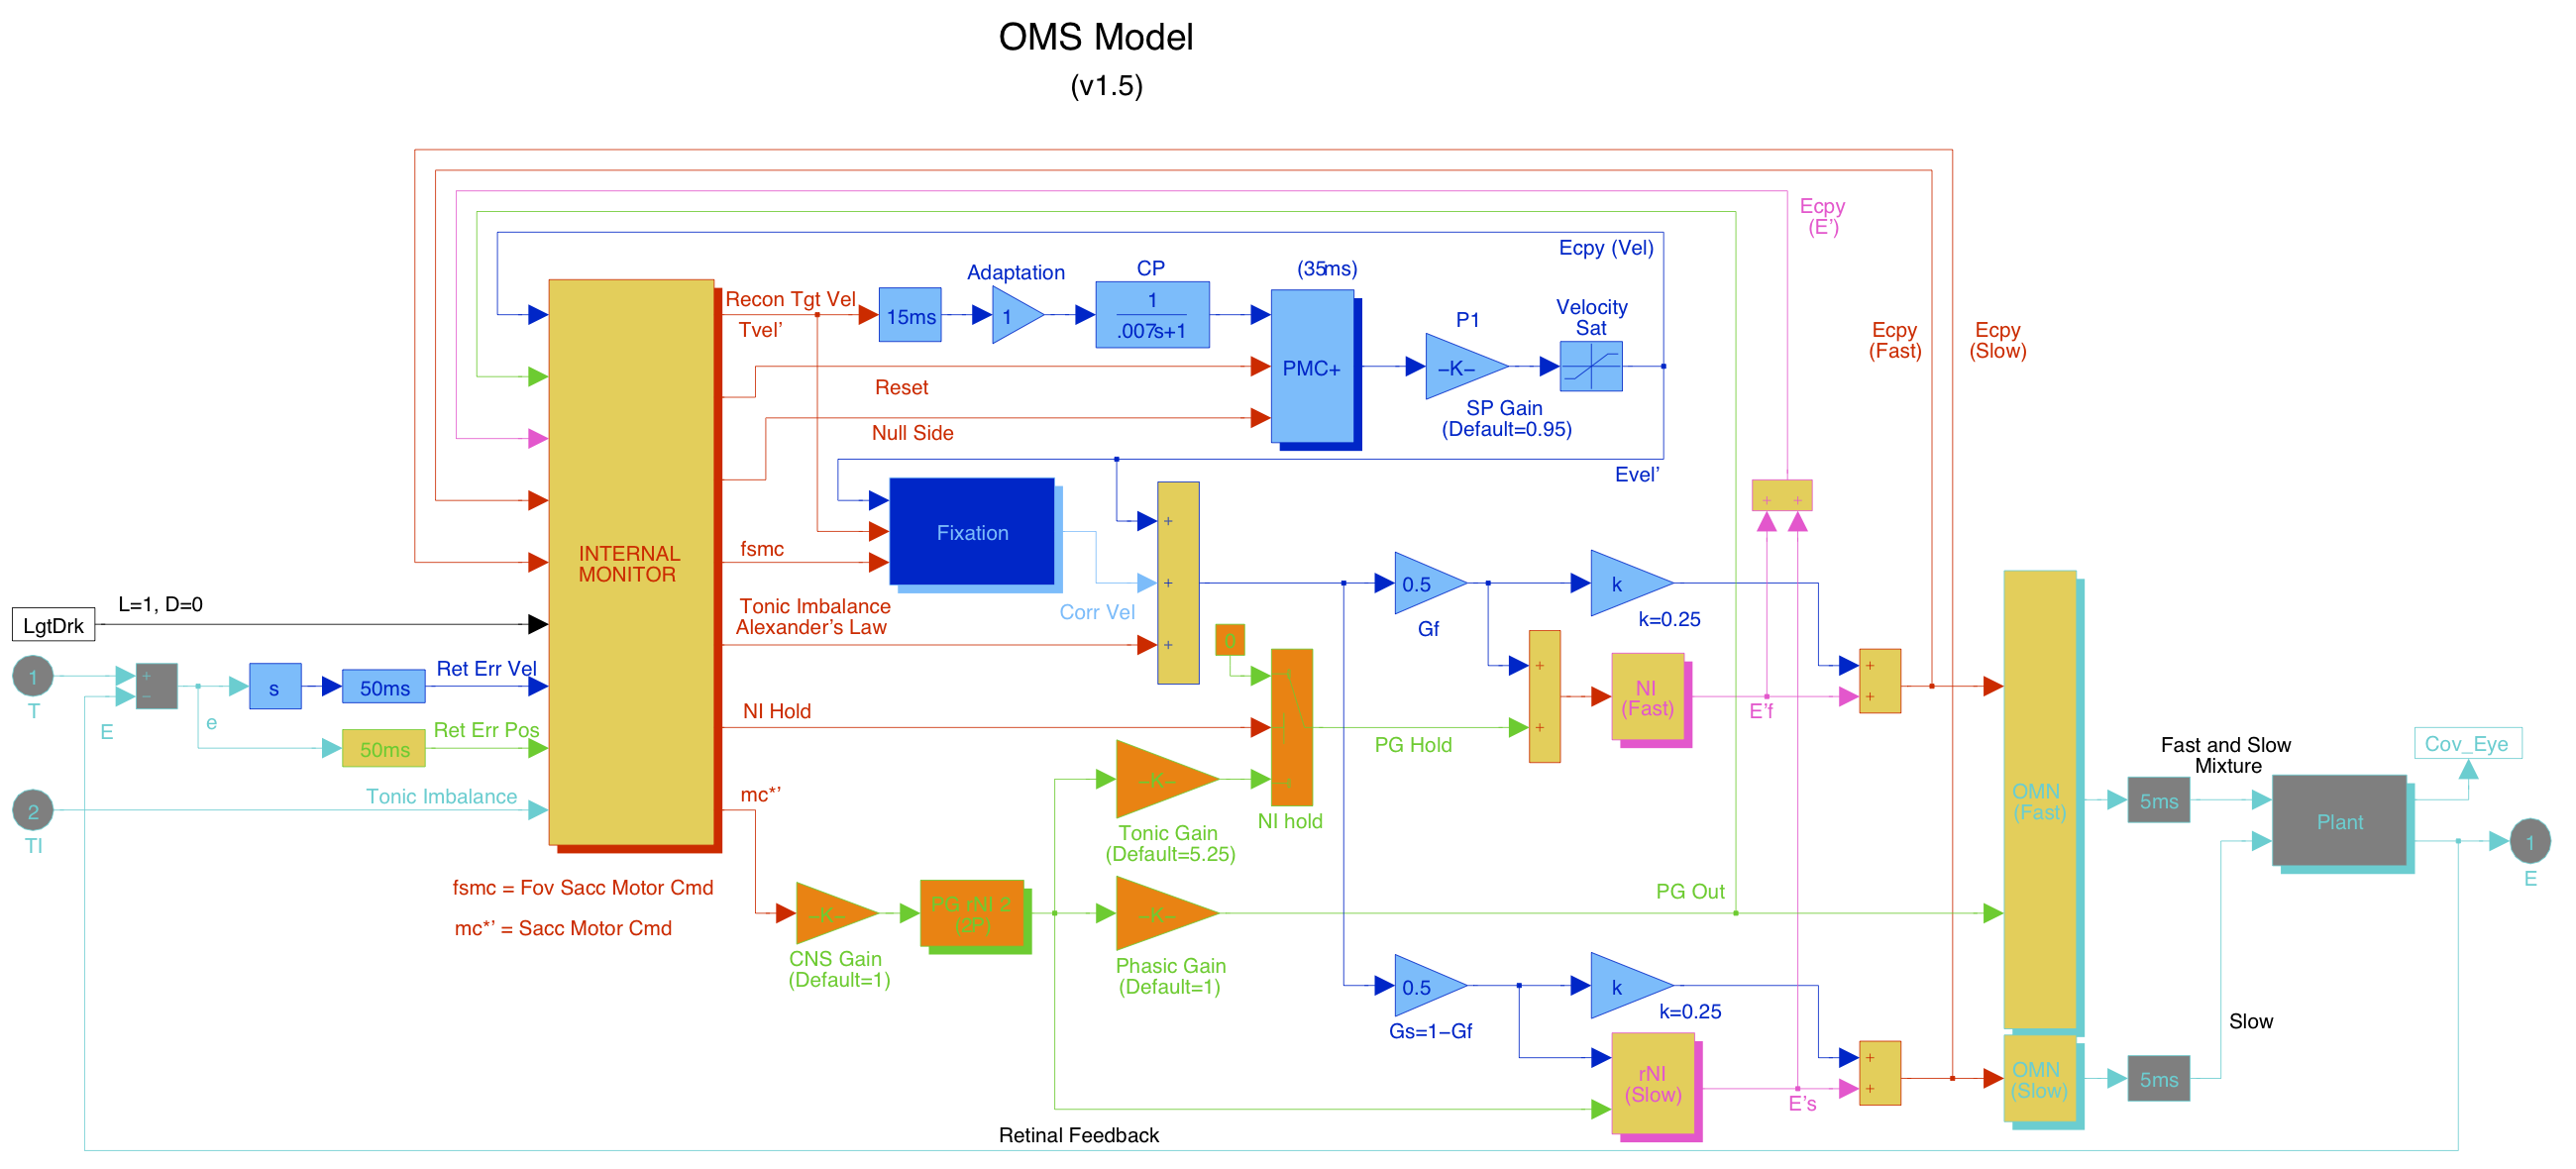 OMS Model
(v1.5)
Ecpy
(E')
Ecpy (Vel)
Adaptation
CP
(35ms)
Recon Tgt Vel
Tvel'
15ms
1
1
.007s+1
PMC+
P1
–K–
Velocity
Sat
SP Gain
(Default=0.95)
Ecpy
(Fast)
Ecpy
(Slow)
Reset
Null Side
Evel'
INTERNAL
MONITOR
fsmc
Fixation
Corr Vel
+
+
+
+ +
Tonic Imbalance
Alexander's Law
L=1, D=0
LgtDrk
0.5
Gf
k
k=0.25
0
1
T
+
–
E
e
s
50ms
Ret Err Vel
50ms
Ret Err Pos
NI Hold
PG Hold
+
+
NI
(Fast)
E'f
+
+
2
TI
Tonic Imbalance
mc*'
–K–
Tonic Gain
(Default=5.25)
NI hold
OMN
(Fast)
5ms
Fast and Slow
Mixture
Plant
Cov_Eye
1
E
fsmc = Fov Sacc Motor Cmd
mc*' = Sacc Motor Cmd
–K–
CNS Gain
(Default=1)
PG rNI 2
(2P)
–K–
Phasic Gain
(Default=1)
PG Out
0.5
Gs=1–Gf
k
k=0.25
rNI
(Slow)
E's
+
+
OMN
(Slow)
5ms
Slow
Retinal Feedback